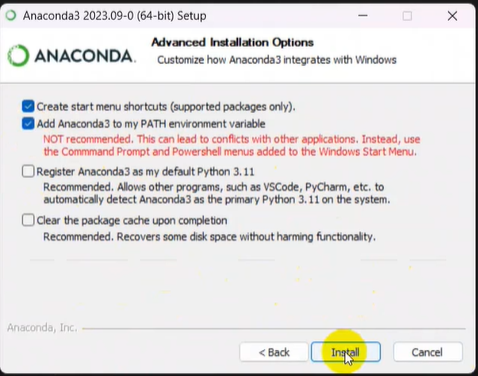 Anaconda3 2023.09-0 (64-bit) Setup
ANACONDA.
Advanced Installation Options
Customize how Anaconda3 integrates with Windows
Create start menu shortcuts (supported packages only).
Add Anaconda3 to my PATH environment variable
NOT recommended. This can lead to conflicts with other applications. Instead, use
the Commmand Prompt and Powershell menus added to the Windows Start Menu.
Register Anaconda3 as my default Python 3.11
Recommended. Allows other programs, such as VSCode, PyCharm, etc. to
automatically detect Anaconda3 as the primary Python 3.11 on the system.
Clear the package cache upon completion
Recommended. Recovers some disk space without harming functionality.
Anaconda, Inc.
< Back
Install
Cancel